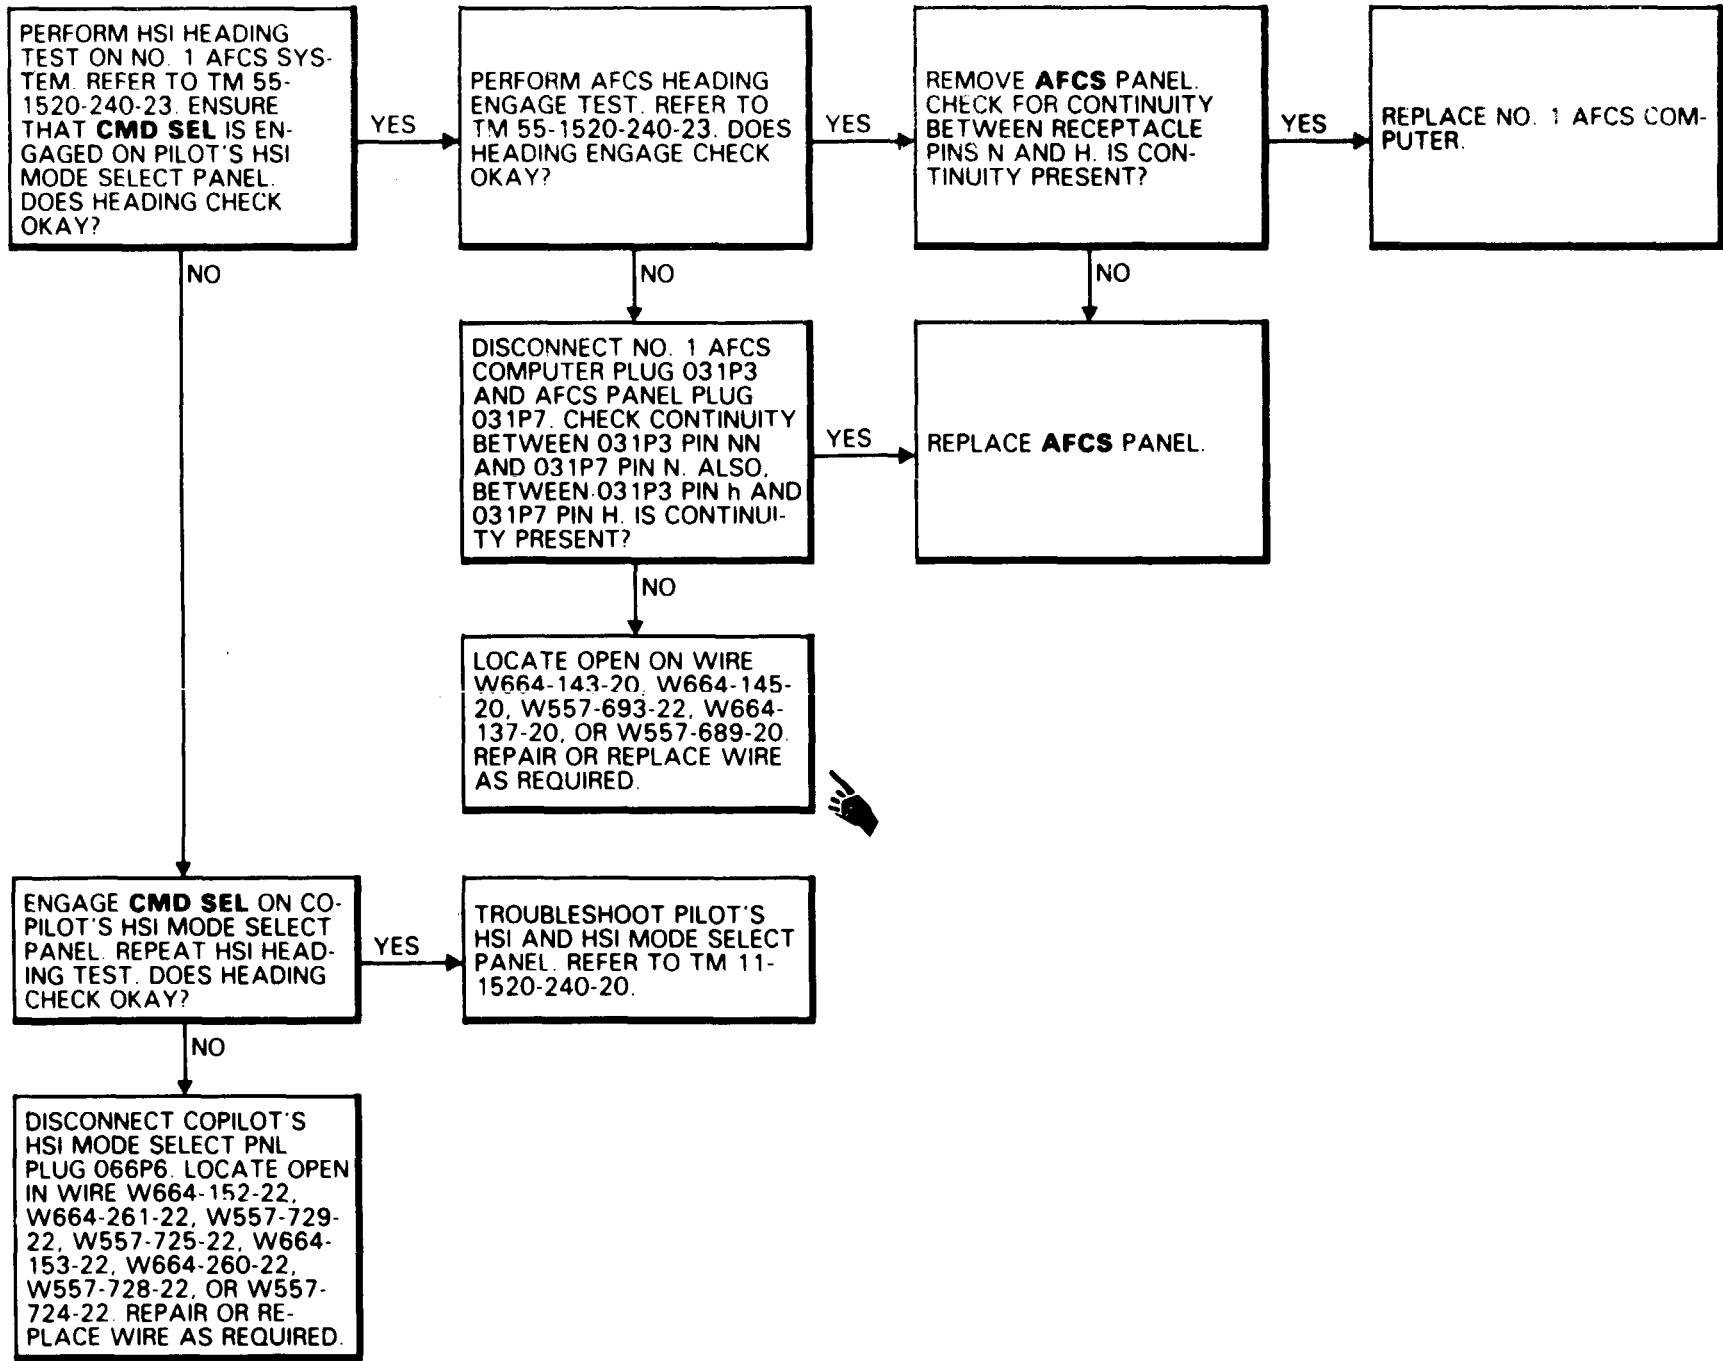 PERFORM HSI HEADING
TEST ON NO. 1 AFCS SYS-
TEM. REFER TO TM 55-
1520-240-23. ENSURE
THAT CMD SEL IS EN-
GAGED ON PILOT'S HSI
MODE SELECT PANEL.
DOES HEADING CHECK
OKAY?
YES
PERFORM AFCS HEADING
ENGAGE TEST. REFER TO
TM 55-1520-240-23. DOES
HEADING ENGAGE CHECK
OKAY?
YES
REMOVE AFCS PANEL.
CHECK FOR CONTINUITY
BETWEEN RECEPTACLE
PINS N AND H. IS CON-
TINUITY PRESENT?
YES
REPLACE NO. 1 AFCS COM-
PUTER.
NO
NO
NO
DISCONNECT NO. 1 AFCS
COMPUTER PLUG 031P3
AND AFCS PANEL PLUG
031P7. CHECK CONTINUITY
BETWEEN 031P3 PIN NN
AND 031P7 PIN N. ALSO,
BETWEEN 031P3 PIN h AND
031P7 PIN H. IS CONTINUI-
TY PRESENT?
YES
REPLACE AFCS PANEL.
NO
LOCATE OPEN ON WIRE
W664-143-20, W664-145-
20, W557-693-22, W664-
137-20, OR W557-689-20.
REPAIR OR REPLACE WIRE
AS REQUIRED.
ENGAGE CMD SEL ON CO-
PILOT'S HSI MODE SELECT
PANEL. REPEAT HSI HEAD-
ING TEST. DOES HEADING
CHECK OKAY?
YES
TROUBLESHOOT PILOT'S
HSI AND HSI MODE SELECT
PANEL. REFER TO TM 11-
1520-240-20.
NO
DISCONNECT COPILOT'S
HSI MODE SELECT PNL
PLUG 066P6. LOCATE OPEN
IN WIRE W664-152-22,
W664-261-22, W557-729-
22, W557-725-22, W664-
153-22, W664-260-22,
W557-728-22, OR W557-
724-22. REPAIR OR RE-
PLACE WIRE AS REQUIRED.